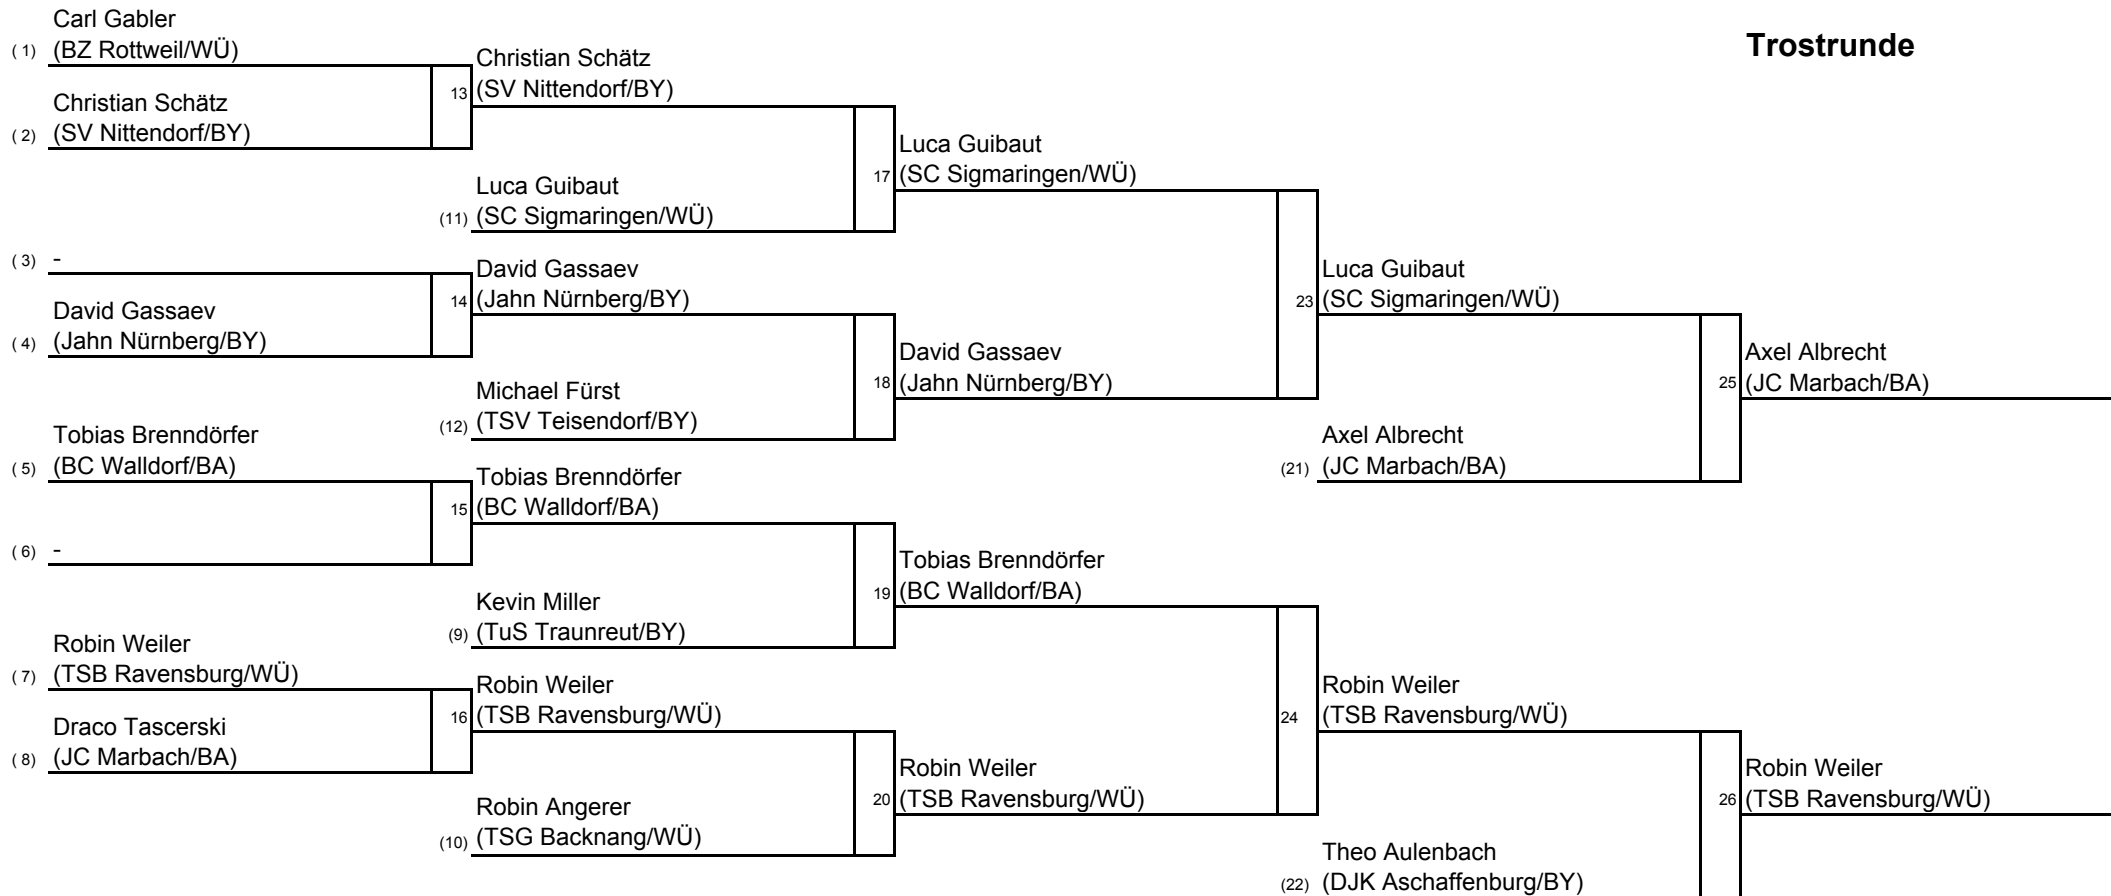 Trostrunde
Carl Gabler
( 1) (BZ Rottweil/WÜ)
Christian Schätz
( 2) (SV Nittendorf/BY)
( 3) -
David Gassaev
( 4) (Jahn Nürnberg/BY)
Tobias Brenndörfer
( 5) (BC Walldorf/BA)
( 6) -
Robin Weiler
( 7) (TSB Ravensburg/WÜ)
Draco Tascerski
( 8) (JC Marbach/BA)
Christian Schätz
13 (SV Nittendorf/BY)
Luca Guibaut
(11) (SC Sigmaringen/WÜ)
David Gassaev
14 (Jahn Nürnberg/BY)
Michael Fürst
(12) (TSV Teisendorf/BY)
Tobias Brenndörfer
15 (BC Walldorf/BA)
Kevin Miller
(9) (TuS Traunreut/BY)
Robin Weiler
16 (TSB Ravensburg/WÜ)
Robin Angerer
(10) (TSG Backnang/WÜ)
Luca Guibaut
17 (SC Sigmaringen/WÜ)
David Gassaev
18 (Jahn Nürnberg/BY)
Tobias Brenndörfer
19 (BC Walldorf/BA)
Robin Weiler
20 (TSB Ravensburg/WÜ)
Luca Guibaut
23 (SC Sigmaringen/WÜ)
Axel Albrecht
(21) (JC Marbach/BA)
Robin Weiler
24 (TSB Ravensburg/WÜ)
Theo Aulenbach
(22) (DJK Aschaffenburg/BY)
Axel Albrecht
25 (JC Marbach/BA)
Robin Weiler
26 (TSB Ravensburg/WÜ)